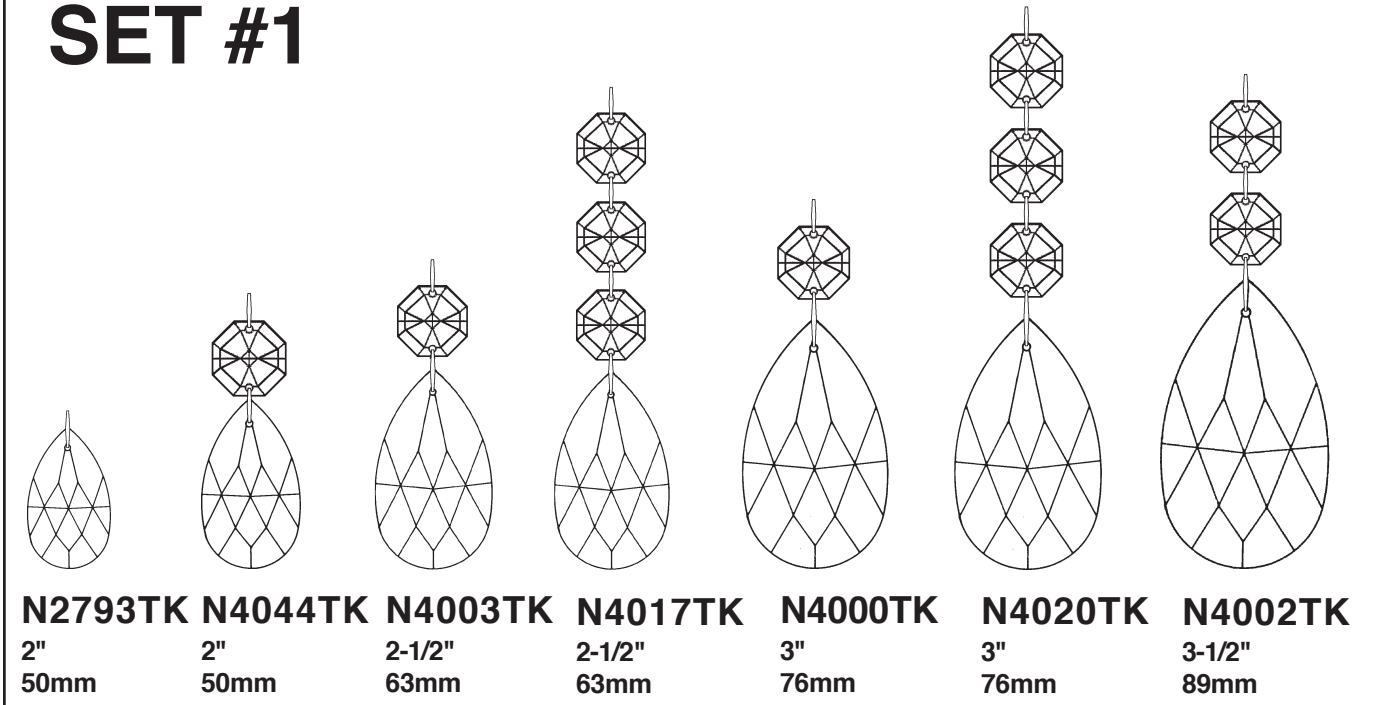 SET #1
N2793TK N4044TK N4003TK N4017TK N4000TK N4020TK N4002TK
2" 2" 2-1/2" 2-1/2" 3" 3" 3-1/2"
50mm 50mm 63mm 63mm 76mm 76mm 89mm